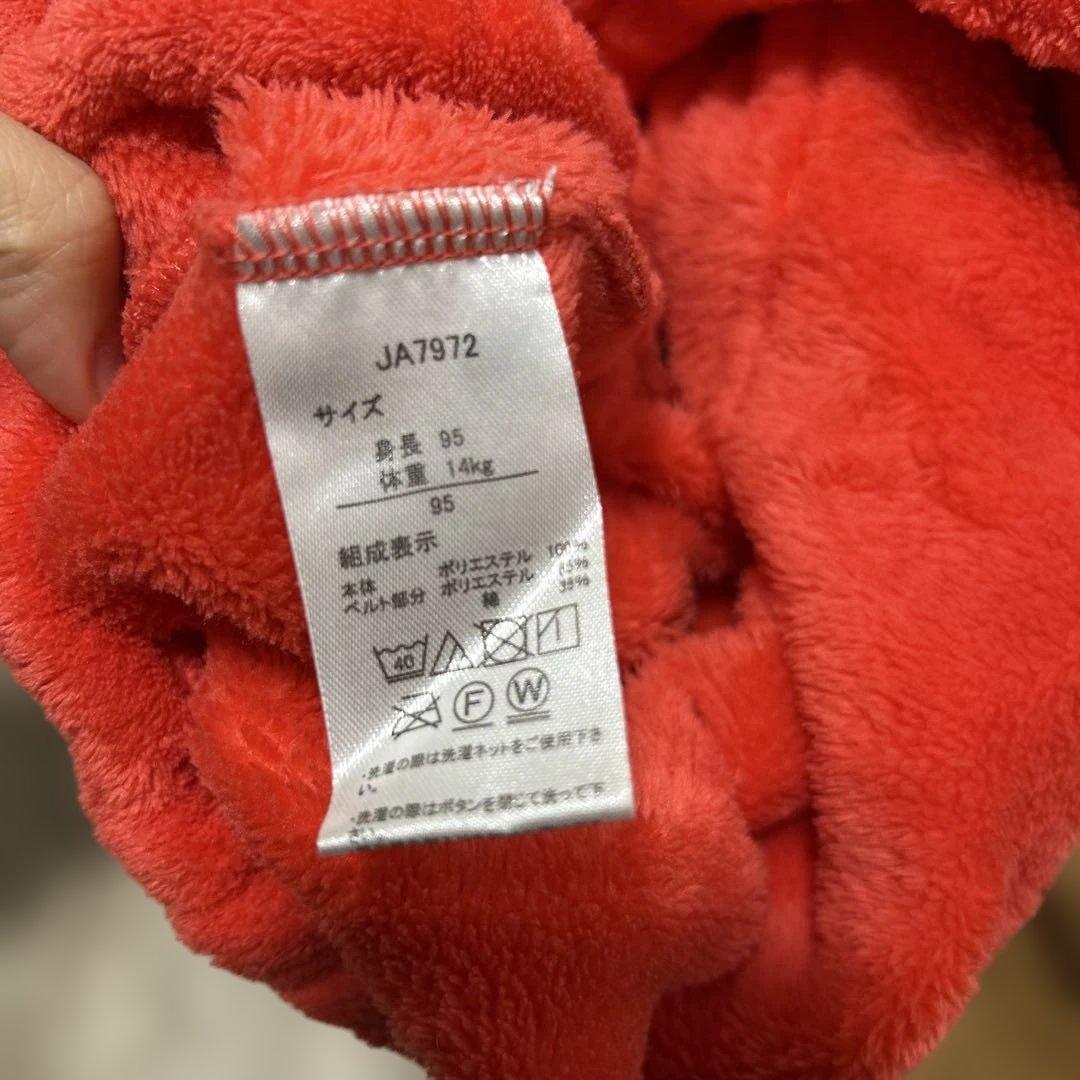 JA7972
サイズ
身長 95
体重 14kg
95
組成表示
本体 ポリエステル 100%
ベルト部分 ポリエステル 65%
綿 35%
40
F W
・洗濯の際は洗濯ネットをご使用下さ
い。
・洗濯の際はボタンを閉じて洗って下
さい。